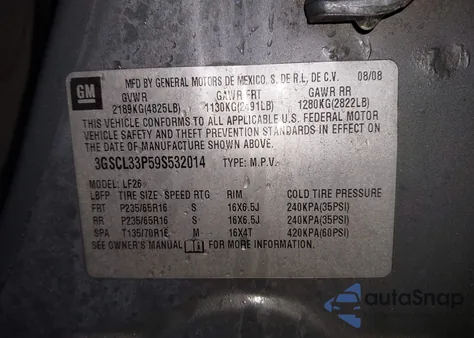 GM
MFD BY GENERAL MOTORS DE MEXICO, S. DE R.L, DE C.V. 08/08
GVWR GAWR FRT GAWR RR
2189KG(4825LB) 1130KG(2491LB) 1280KG(2822LB)
THIS VEHICLE CONFORMS TO ALL APPLICABLE U.S. FEDERAL MOTOR
VEHICLE SAFETY AND THEFT PREVENTION STANDARDS IN EFFECT ON
THE DATE OF MANUFACTURE SHOWN ABOVE.
3GSCL33P59S532014 TYPE: M.P.V.
MODEL: LF26
LBFP TIRE SIZE SPEED RTG RIM COLD TIRE PRESSURE
FRT P235/65R16 S 16X6.5J 240KPA(35PSI)
RR P235/65R16 S 16X6.5J 240KPA(35PSI)
SPA T135/70R16 M 16X4T 420KPA(60PSI)
SEE OWNER'S MANUAL FOR MORE INFORMATION.
autoSnap